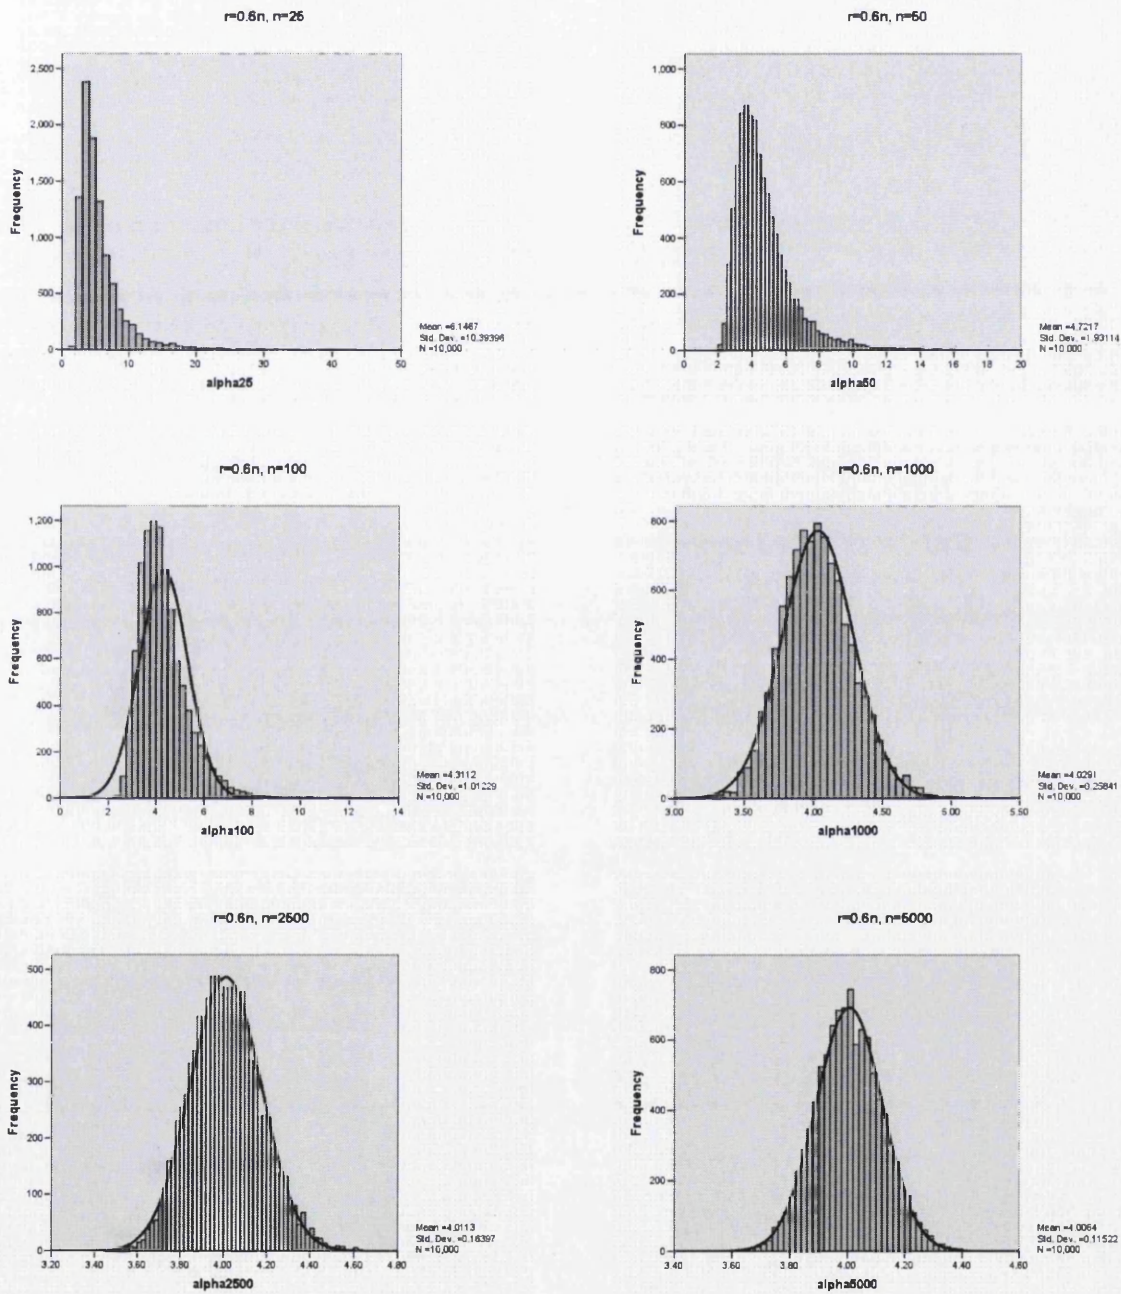 r=0.6n, n=25
2,500
2,000
1,500
1,000
500
0
Frequency
0 10 20 30 40 50
alpha25
Mean =6.1467
Std. Dev. =10.39396
N =10,000
r=0.6n, n=50
1,000
800
600
400
200
0
Frequency
0 2 4 6 8 10 12 14 16 18 20
alpha50
Mean =4.7217
Std. Dev. =1.93114
N =10,000
r=0.6n, n=100
1,200
1,000
800
600
400
200
0
Frequency
0 2 4 6 8 10 12 14
alpha100
Mean =4.3112
Std. Dev. =1.01229
N =10,000
r=0.6n, n=1000
800
600
400
200
0
Frequency
3.00 3.50 4.00 4.50 5.00 5.50
alpha1000
Mean =4.0291
Std. Dev. =0.25841
N =10,000
r=0.6n, n=2500
500
400
300
200
100
0
Frequency
3.20 3.40 3.60 3.80 4.00 4.20 4.40 4.60 4.80
alpha2500
Mean =4.0113
Std. Dev. =0.16397
N =10,000
r=0.6n, n=5000
800
600
400
200
0
Frequency
3.40 3.60 3.80 4.00 4.20 4.40 4.60
alpha5000
Mean =4.0064
Std. Dev. =0.11522
N =10,000